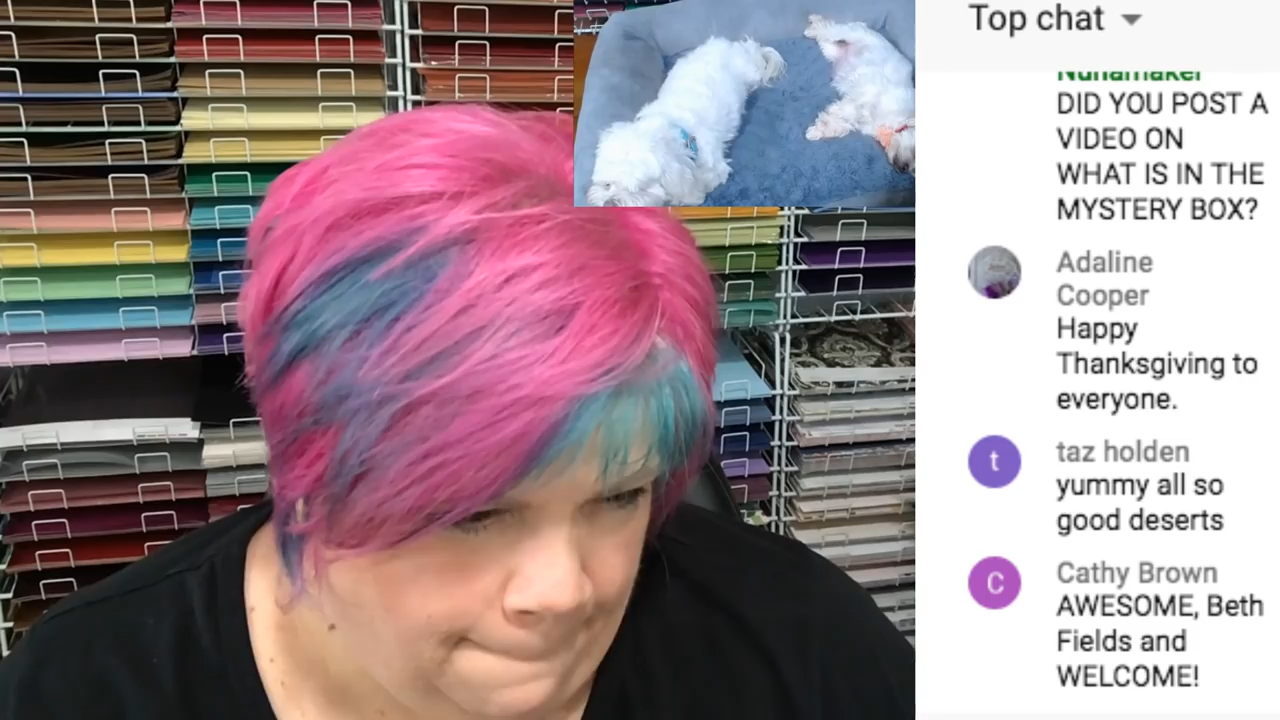 Top chat
Nunamaker
DID YOU POST A
VIDEO ON
WHAT IS IN THE
MYSTERY BOX?
Adaline
Cooper
Happy
Thanksgiving to
everyone.
t
taz holden
yummy all so
good deserts
C
Cathy Brown
AWESOME, Beth
Fields and
WELCOME!